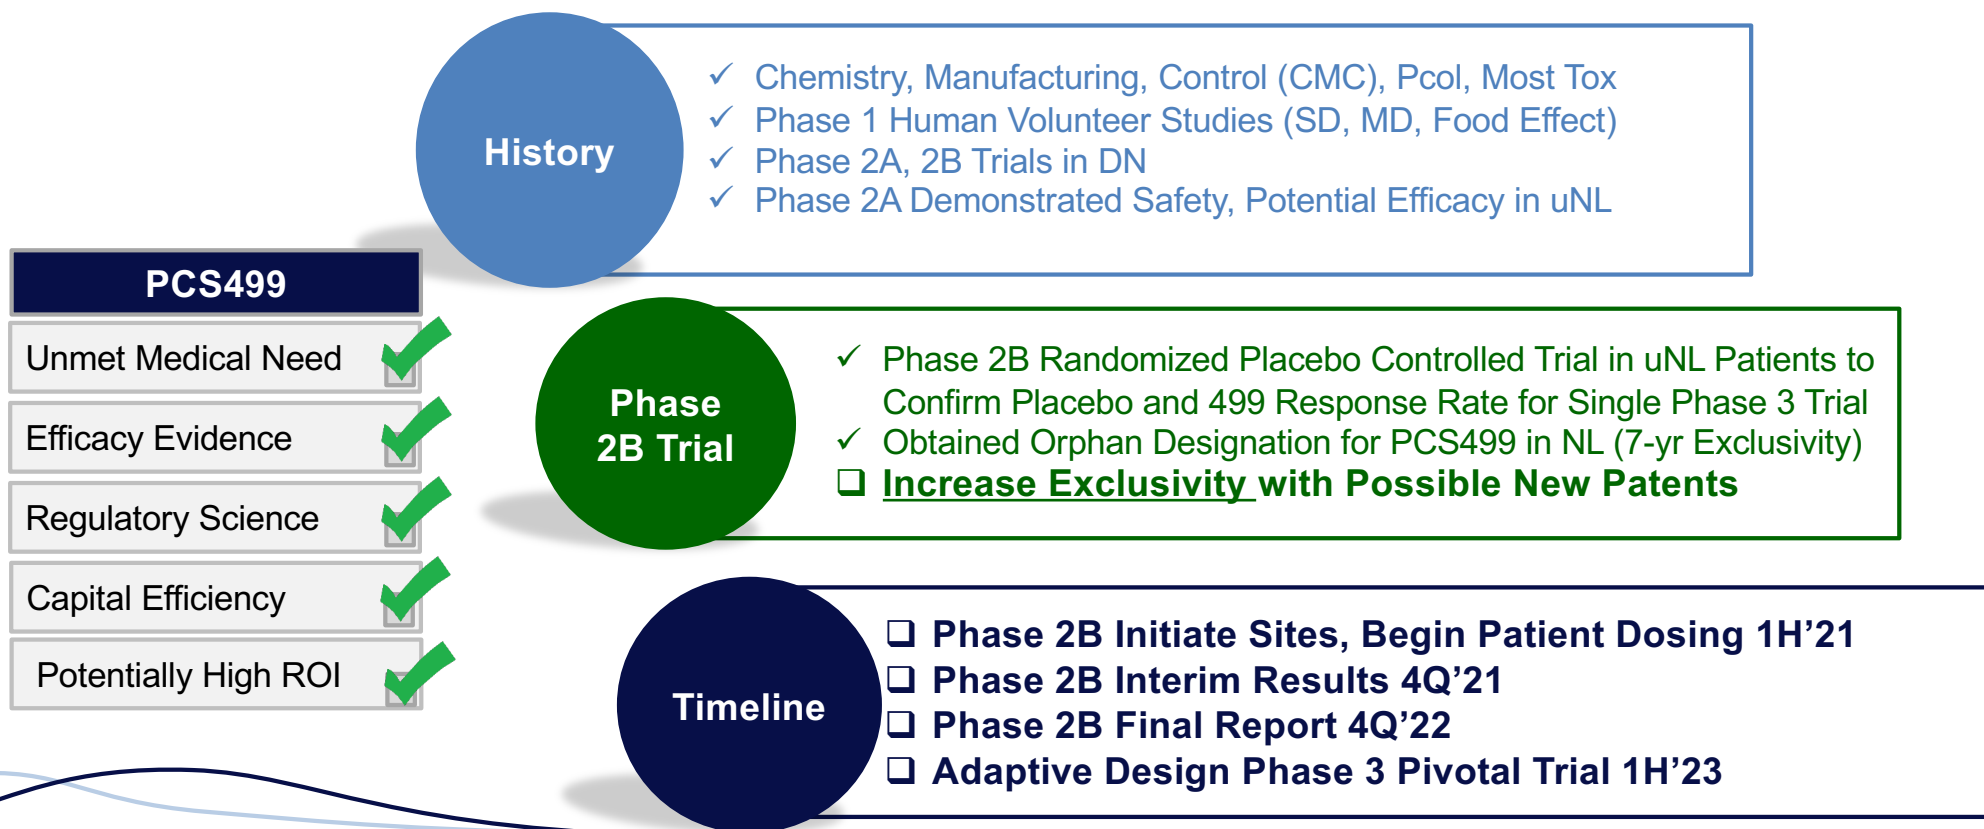 History
✓ Chemistry, Manufacturing, Control (CMC), Pcol, Most Tox
✓ Phase 1 Human Volunteer Studies (SD, MD, Food Effect)
✓ Phase 2A, 2B Trials in DN
✓ Phase 2A Demonstrated Safety, Potential Efficacy in uNL
PCS499
Unmet Medical Need
Efficacy Evidence
Regulatory Science
Capital Efficiency
Potentially High ROI
Phase
2B Trial
✓ Phase 2B Randomized Placebo Controlled Trial in uNL Patients to
Confirm Placebo and 499 Response Rate for Single Phase 3 Trial
✓ Obtained Orphan Designation for PCS499 in NL (7-yr Exclusivity)
❑ Increase Exclusivity with Possible New Patents
Timeline
❑ Phase 2B Initiate Sites, Begin Patient Dosing 1H’21
❑ Phase 2B Interim Results 4Q’21
❑ Phase 2B Final Report 4Q’22
❑ Adaptive Design Phase 3 Pivotal Trial 1H’23